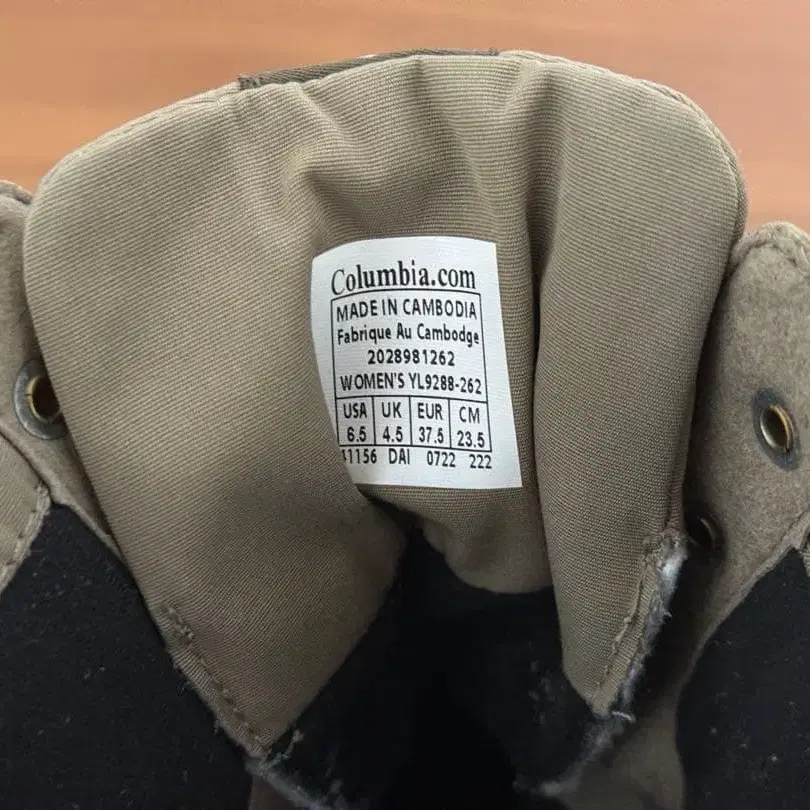 Columbia.com
MADE IN CAMBODIA
Fabrique Au Cambodge
2028981262
WOMEN'S YL9288-262
USA UK EUR CM
6.5 4.5 37.5 23.5
41156 DAI 0722 222